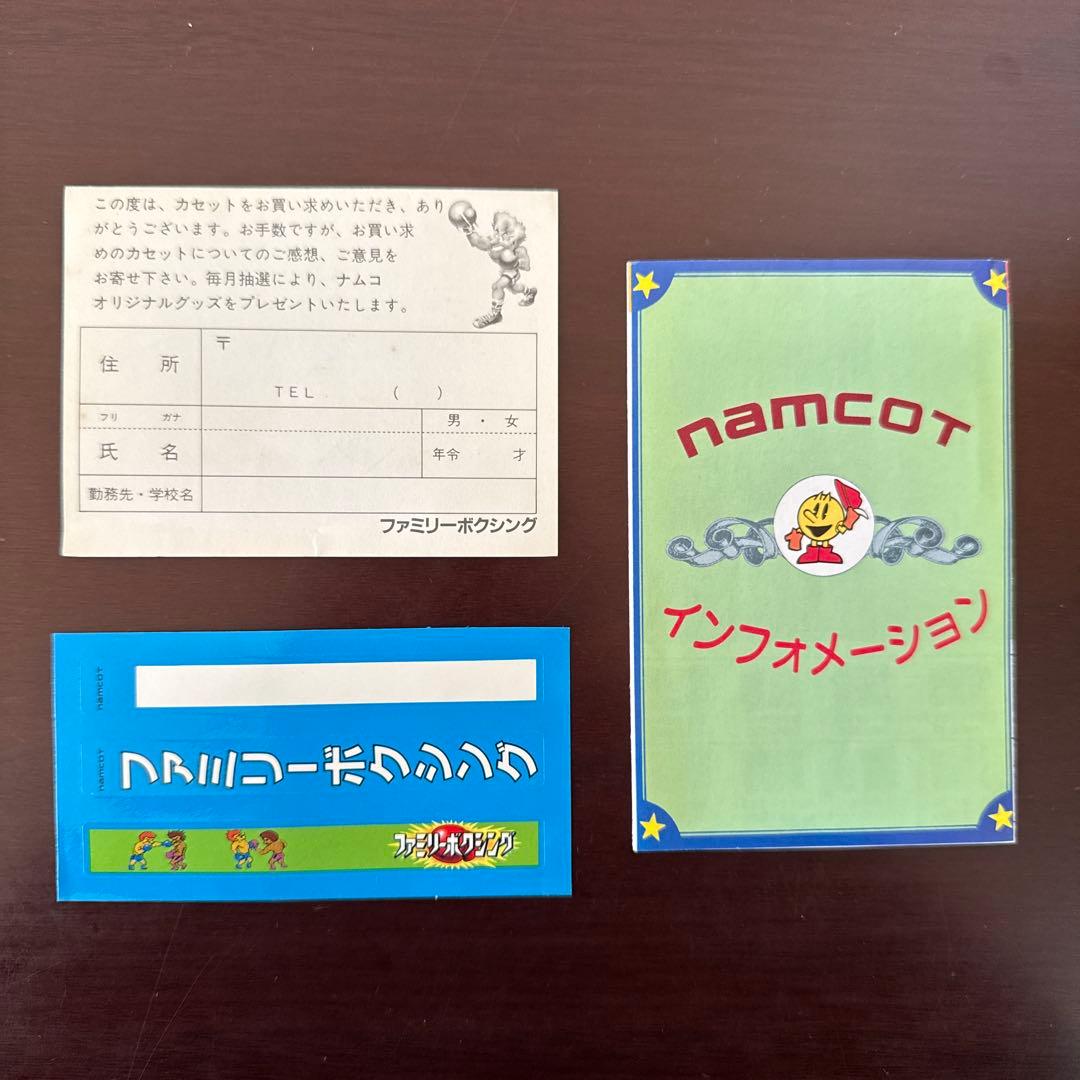 この度は、カセットをお買い求めいただき、あり
がとうございます。お手数ですが、お買い求
めのカセットについてのご感想、ご意見を
お寄せ下さい。毎月抽選により、ナムコ
オリジナルグッズをプレゼントいたします。
住所
〒
TEL ( )
フリ ガナ
男・女
氏名
年令 才
勤務先・学校名
ファミリーボクシング
namcot
namcot
ファミリーボクシング
ファミリーボクシング
namcot
インフォメーション